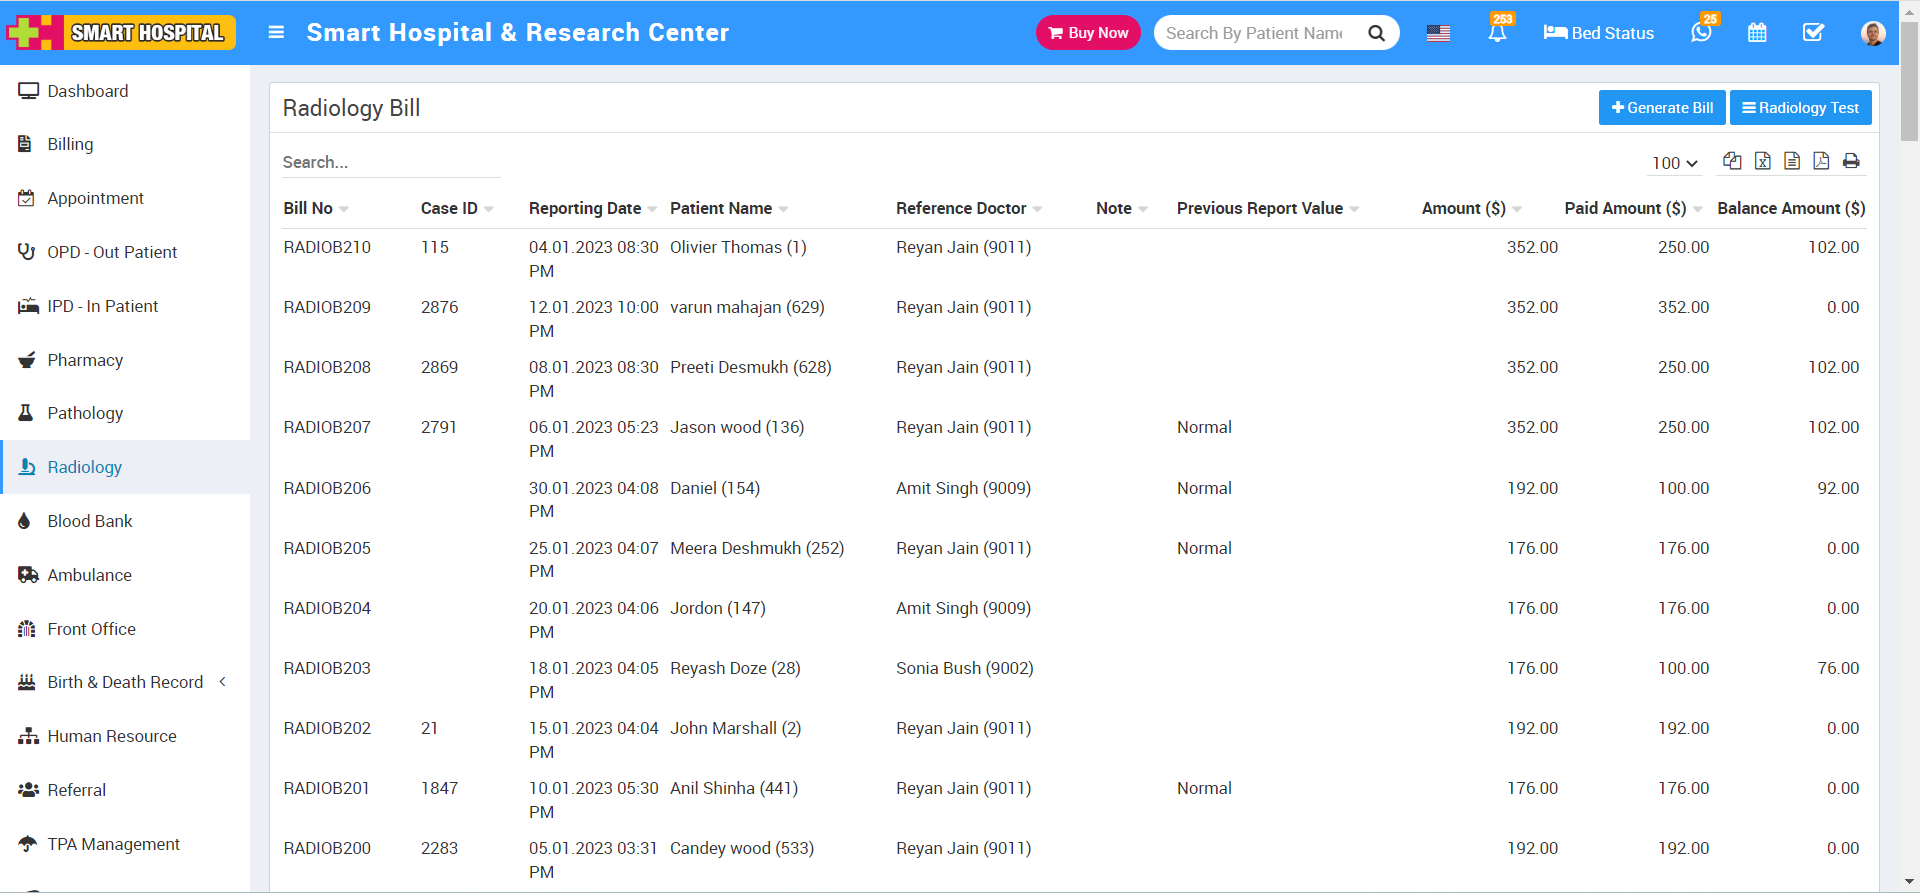 SMART HOSPITAL
Smart Hospital & Research Center
Buy Now
Search By Patient Name
253
Bed Status
25
Dashboard
Billing
Appointment
OPD - Out Patient
IPD - In Patient
Pharmacy
Pathology
Radiology
Blood Bank
Ambulance
Front Office
Birth & Death Record
Human Resource
Referral
TPA Management
Radiology Bill
Generate Bill
Radiology Test
Search...
100
Bill No Case ID Reporting Date Patient Name Reference Doctor Note Previous Report Value Amount ($) Paid Amount ($) Balance Amount ($)
RADIOB210 115 04.01.2023 08:30 Olivier Thomas (1) Reyan Jain (9011) 352.00 250.00 102.00
PM
RADIOB209 2876 12.01.2023 10:00 varun mahajan (629) Reyan Jain (9011) 352.00 352.00 0.00
PM
RADIOB208 2869 08.01.2023 08:30 Preeti Desmukh (628) Reyan Jain (9011) 352.00 250.00 102.00
PM
RADIOB207 2791 06.01.2023 05:23 Jason wood (136) Reyan Jain (9011) Normal 352.00 250.00 102.00
PM
RADIOB206 30.01.2023 04:08 Daniel (154) Amit Singh (9009) Normal 192.00 100.00 92.00
PM
RADIOB205 25.01.2023 04:07 Meera Deshmukh (252) Reyan Jain (9011) Normal 176.00 176.00 0.00
PM
RADIOB204 20.01.2023 04:06 Jordon (147) Amit Singh (9009) 176.00 176.00 0.00
PM
RADIOB203 18.01.2023 04:05 Reyash Doze (28) Sonia Bush (9002) 176.00 100.00 76.00
PM
RADIOB202 21 15.01.2023 04:04 John Marshall (2) Reyan Jain (9011) 192.00 192.00 0.00
PM
RADIOB201 1847 10.01.2023 05:30 Anil Shinha (441) Reyan Jain (9011) Normal 176.00 176.00 0.00
PM
RADIOB200 2283 05.01.2023 03:31 Candey wood (533) Reyan Jain (9011) 192.00 192.00 0.00
PM